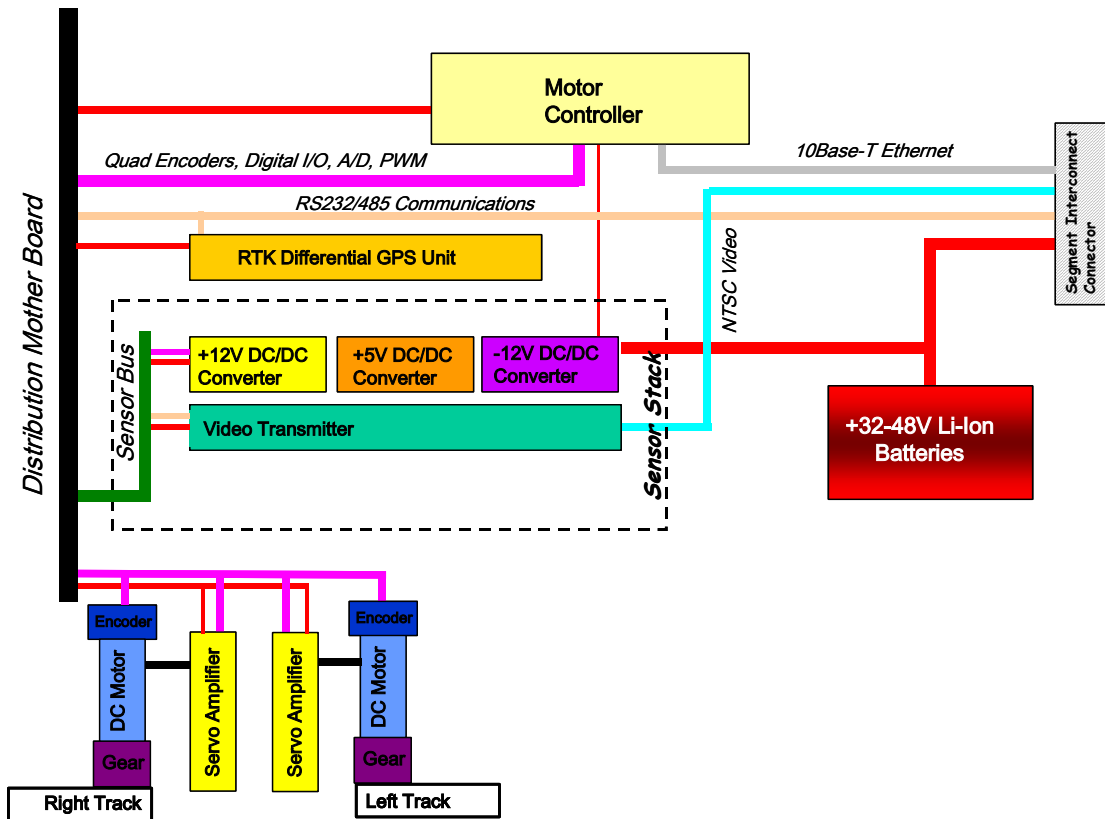 Motor
Controller
Quad Encoders, Digital I/O, A/D, PWM
10Base-T Ethernet
Segment Interconnect
Connector
RS232/485 Communications
Distribution Mother Board
RTK Differential GPS Unit
NTSC Video
Sensor Bus
+12V DC/DC
Converter
+5V DC/DC
Converter
-12V DC/DC
Converter
Sensor Stack
Video Transmitter
+32-48V Li-Ion
Batteries
Encoder
DC Motor
Gear
Right Track
Servo Amplifier
Servo Amplifier
Encoder
DC Motor
Gear
Left Track